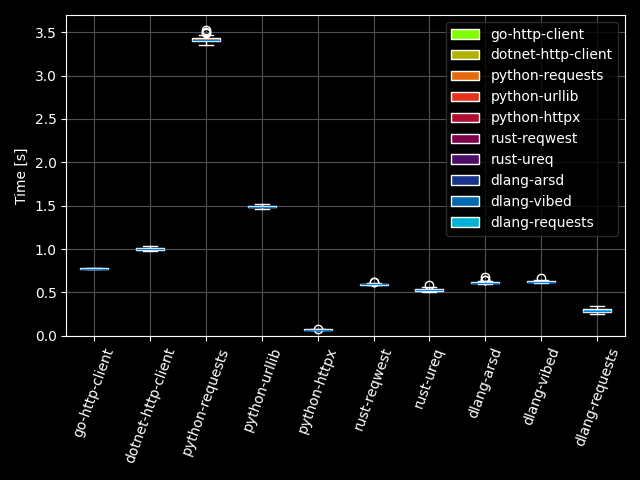 3.5
3.0
2.5
2.0
1.5
1.0
0.5
0.0
Time [s]
go-http-client
dotnet-http-client
python-requests
python-urllib
python-httpx
rust-reqwest
rust-ureq
dlang-arsd
dlang-vibed
dlang-requests
go-http-client
dotnet-http-client
python-requests
python-urllib
python-httpx
rust-reqwest
rust-ureq
dlang-arsd
dlang-vibed
dlang-requests